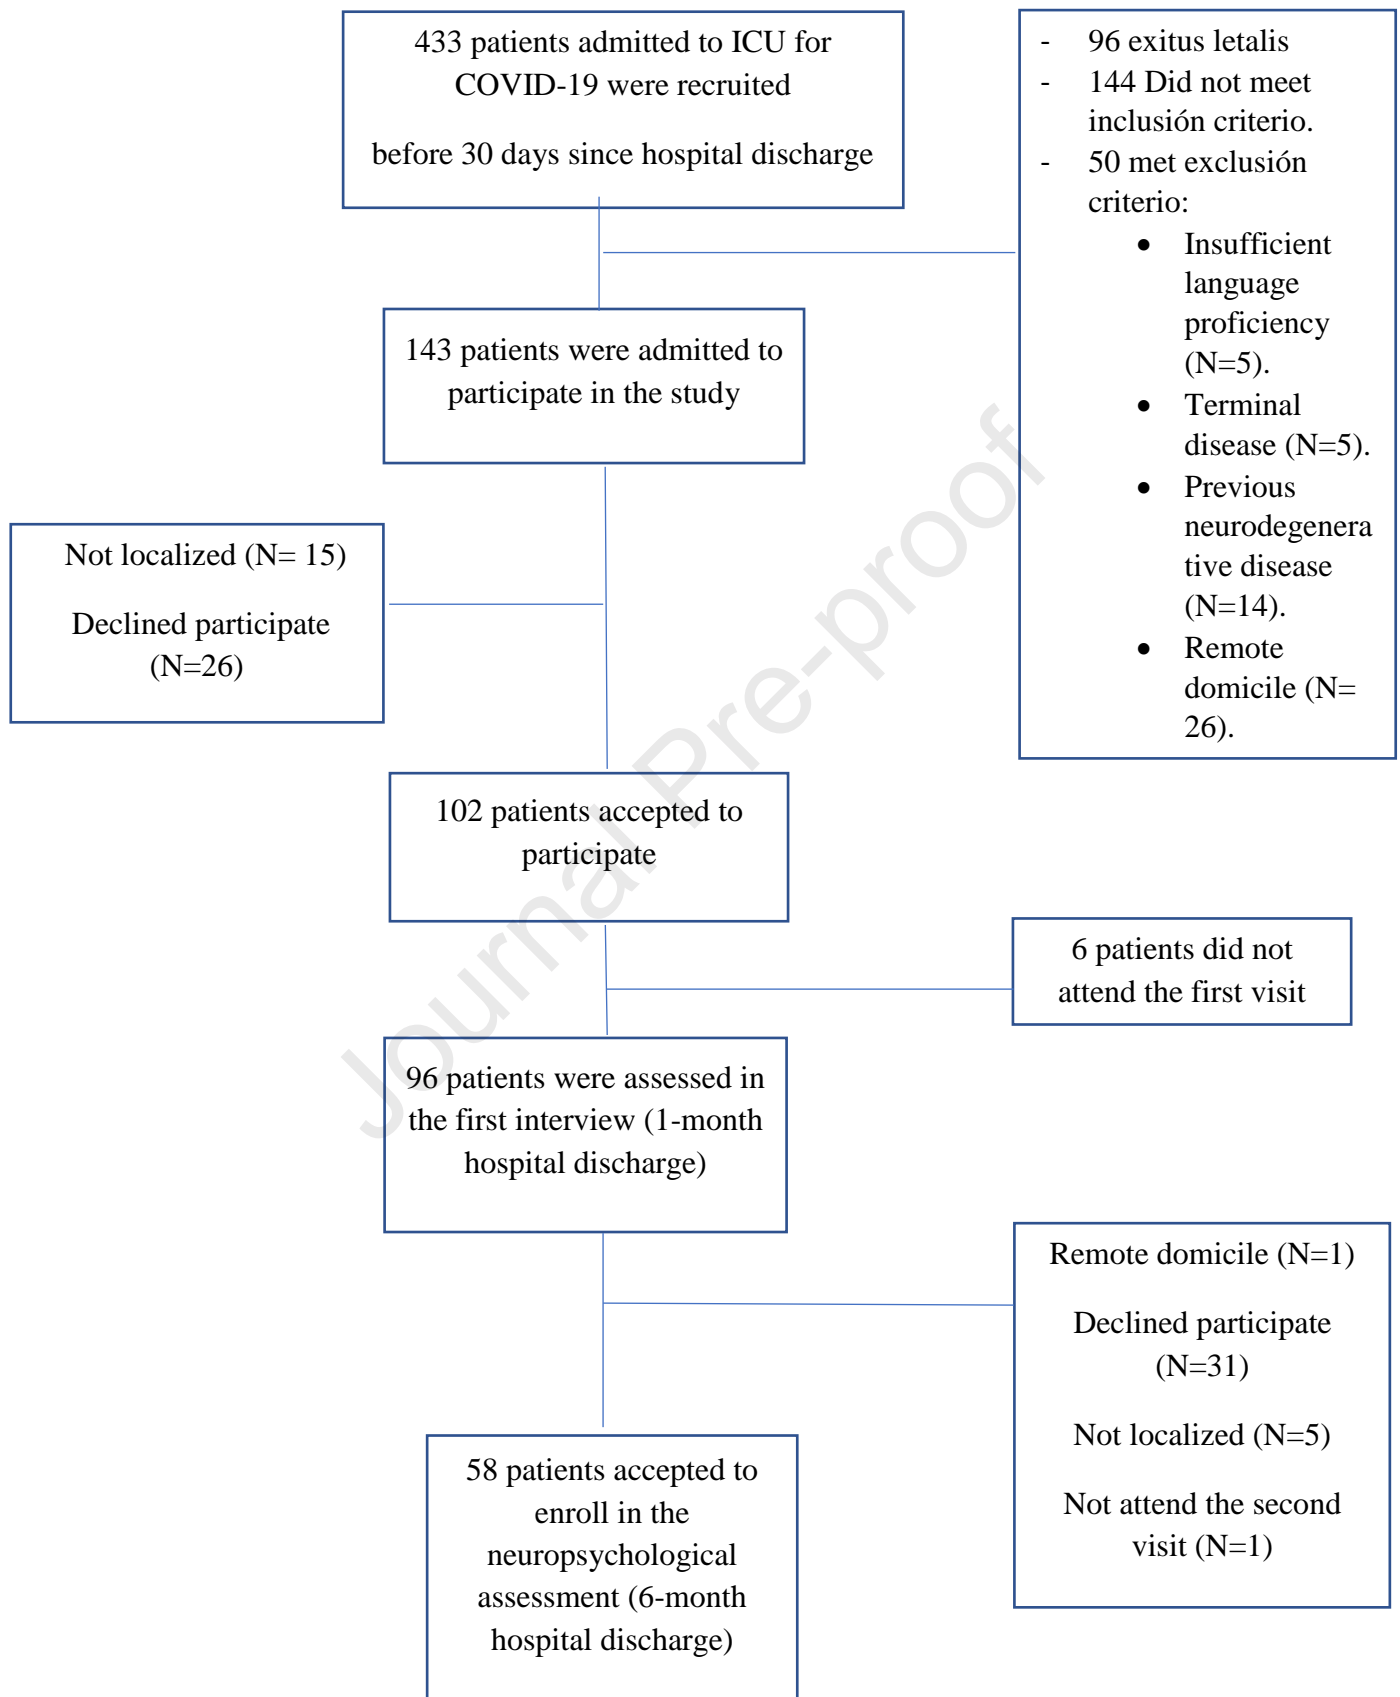 433 patients admitted to ICU for
COVID-19 were recruited
before 30 days since hospital discharge
- 96 exitus letalis
- 144 Did not meet
inclusión criterio.
- 50 met exclusión
criterio:
• Insufficient
language
proficiency
(N=5).
• Terminal
disease (N=5).
• Previous
neurodegenera
tive disease
(N=14).
• Remote
domicile (N=
26).
143 patients were admitted to
participate in the study
Not localized (N= 15)
Declined participate
(N=26)
102 patients accepted to
participate
6 patients did not
attend the first visit
96 patients were assessed in
the first interview (1-month
hospital discharge)
Remote domicile (N=1)
Declined participate
(N=31)
Not localized (N=5)
Not attend the second
visit (N=1)
58 patients accepted to
enroll in the
neuropsychological
assessment (6-month
hospital discharge)
Journal Pre-proof